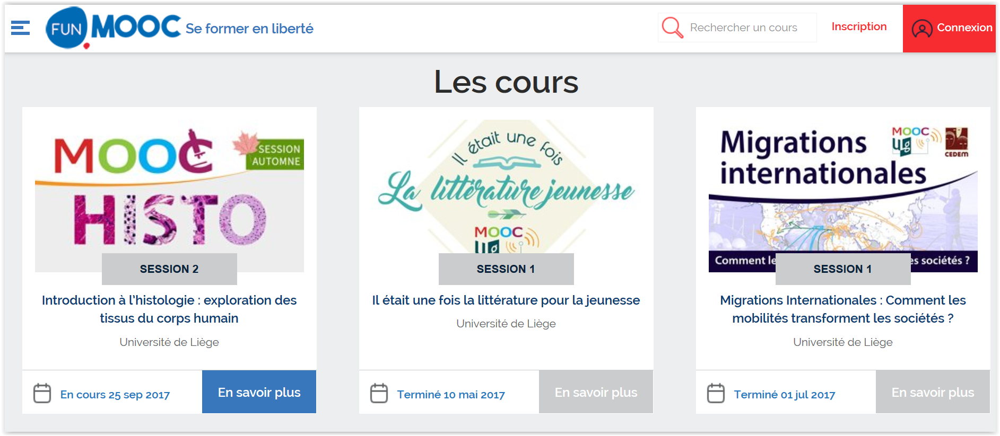 FUN MOOC Se former en liberté
Rechercher un cours
Inscription
Connexion
Les cours
MOOC
SESSION
AUTOMNE
HISTO
SESSION 2
Introduction à l'histologie : exploration des
tissus du corps humain
Université de Liège
En cours 25 sep 2017
En savoir plus
Il était une fois
La littérature jeunesse
MOOC
ug
SESSION 1
Il était une fois la littérature pour la jeunesse
Université de Liège
Terminé 10 mai 2017
En savoir plus
Migrations
internationales
MOOC
ug
CEDEM
Comment le
es sociétés ?
SESSION 1
Migrations Internationales : Comment les
mobilités transforment les sociétés ?
Université de Liège
Terminé 01 jul 2017
En savoir plus